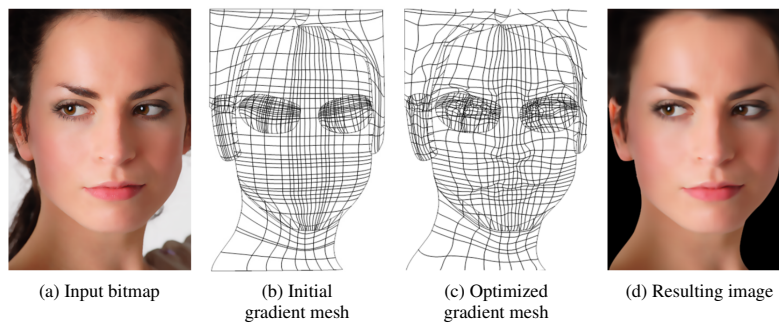 (a) Input bitmap
(b) Initial
gradient mesh
(c) Optimized
gradient mesh
(d) Resulting image